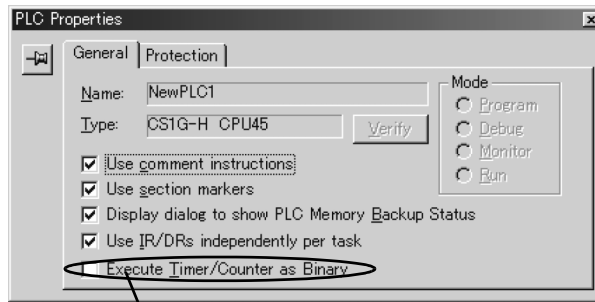 PLC Properties
General
Protection
Name:
NewPLC1
Type:
CS1G-H CPU45
Verify
Mode
Program
Debug
Monitor
Run
Use comment instructions
Use section markers
Display dialog to show PLC Memory Backup Status
Use IR/DRs independently per task
Execute Timer/Counter as Binary